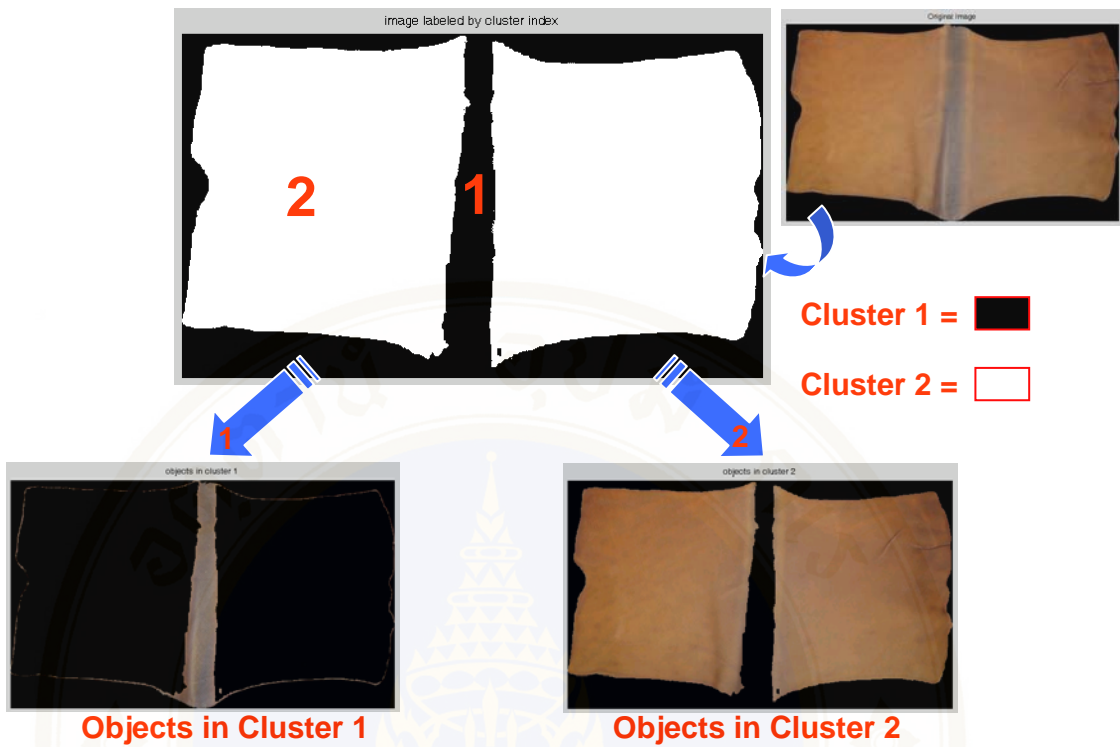 image labeled by cluster index
Original Image
2
1
Cluster 1 =
Cluster 2 =
1
2
objects in cluster 1
objects in cluster 2
Objects in Cluster 1
Objects in Cluster 2